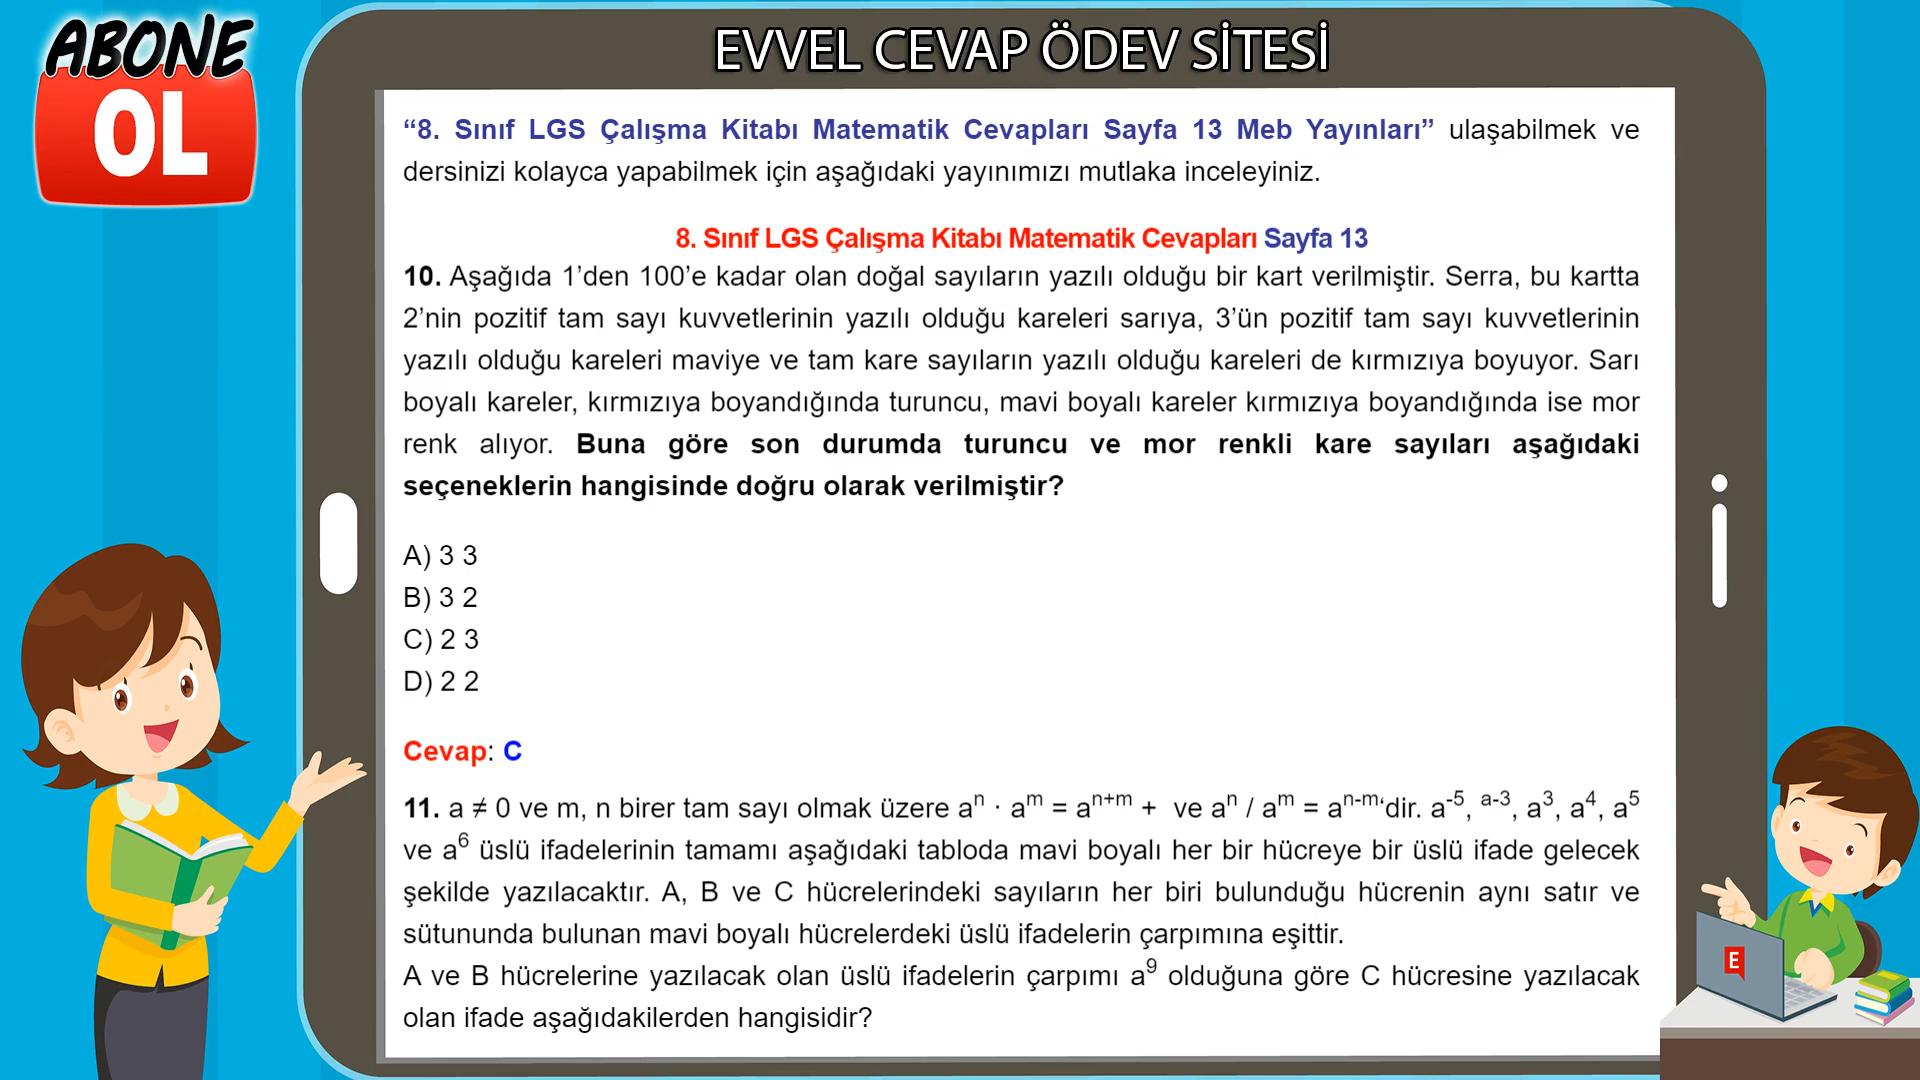 ABONE
OL
EVVEL CEVAP ÖDEV SİTESİ
“8. Sınıf LGS Çalışma Kitabı Matematik Cevapları Sayfa 13 Meb Yayınları” ulaşabilmek ve
dersinizi kolayca yapabilmek için aşağıdaki yayınımızı mutlaka inceleyiniz.
8. Sınıf LGS Çalışma Kitabı Matematik Cevapları Sayfa 13
10. Aşağıda 1’den 100’e kadar olan doğal sayıların yazılı olduğu bir kart verilmiştir. Serra, bu kartta
2’nin pozitif tam sayı kuvvetlerinin yazılı olduğu kareleri sarıya, 3’ün pozitif tam sayı kuvvetlerinin
yazılı olduğu kareleri maviye ve tam kare sayıların yazılı olduğu kareleri de kırmızıya boyuyor. Sarı
boyalı kareler, kırmızıya boyandığında turuncu, mavi boyalı kareler kırmızıya boyandığında ise mor
renk alıyor. Buna göre son durumda turuncu ve mor renkli kare sayıları aşağıdaki
seçeneklerin hangisinde doğru olarak verilmiştir?
A) 3 3
B) 3 2
C) 2 3
D) 2 2
Cevap: C
11. a ≠ 0 ve m, n birer tam sayı olmak üzere aⁿ · aᵐ = aⁿ⁺ᵐ + ve aⁿ / aᵐ = aⁿ⁻ᵐ‘dir. a⁻⁵, ᵃ⁻³, a³, a⁴, a⁵
ve a⁶ üslü ifadelerinin tamamı aşağıdaki tabloda mavi boyalı her bir hücreye bir üslü ifade gelecek
şekilde yazılacaktır. A, B ve C hücrelerindeki sayıların her biri bulunduğu hücrenin aynı satır ve
sütununda bulunan mavi boyalı hücrelerdeki üslü ifadelerin çarpımına eşittir.
A ve B hücrelerine yazılacak olan üslü ifadelerin çarpımı a⁹ olduğuna göre C hücresine yazılacak
olan ifade aşağıdakilerden hangisidir?
E